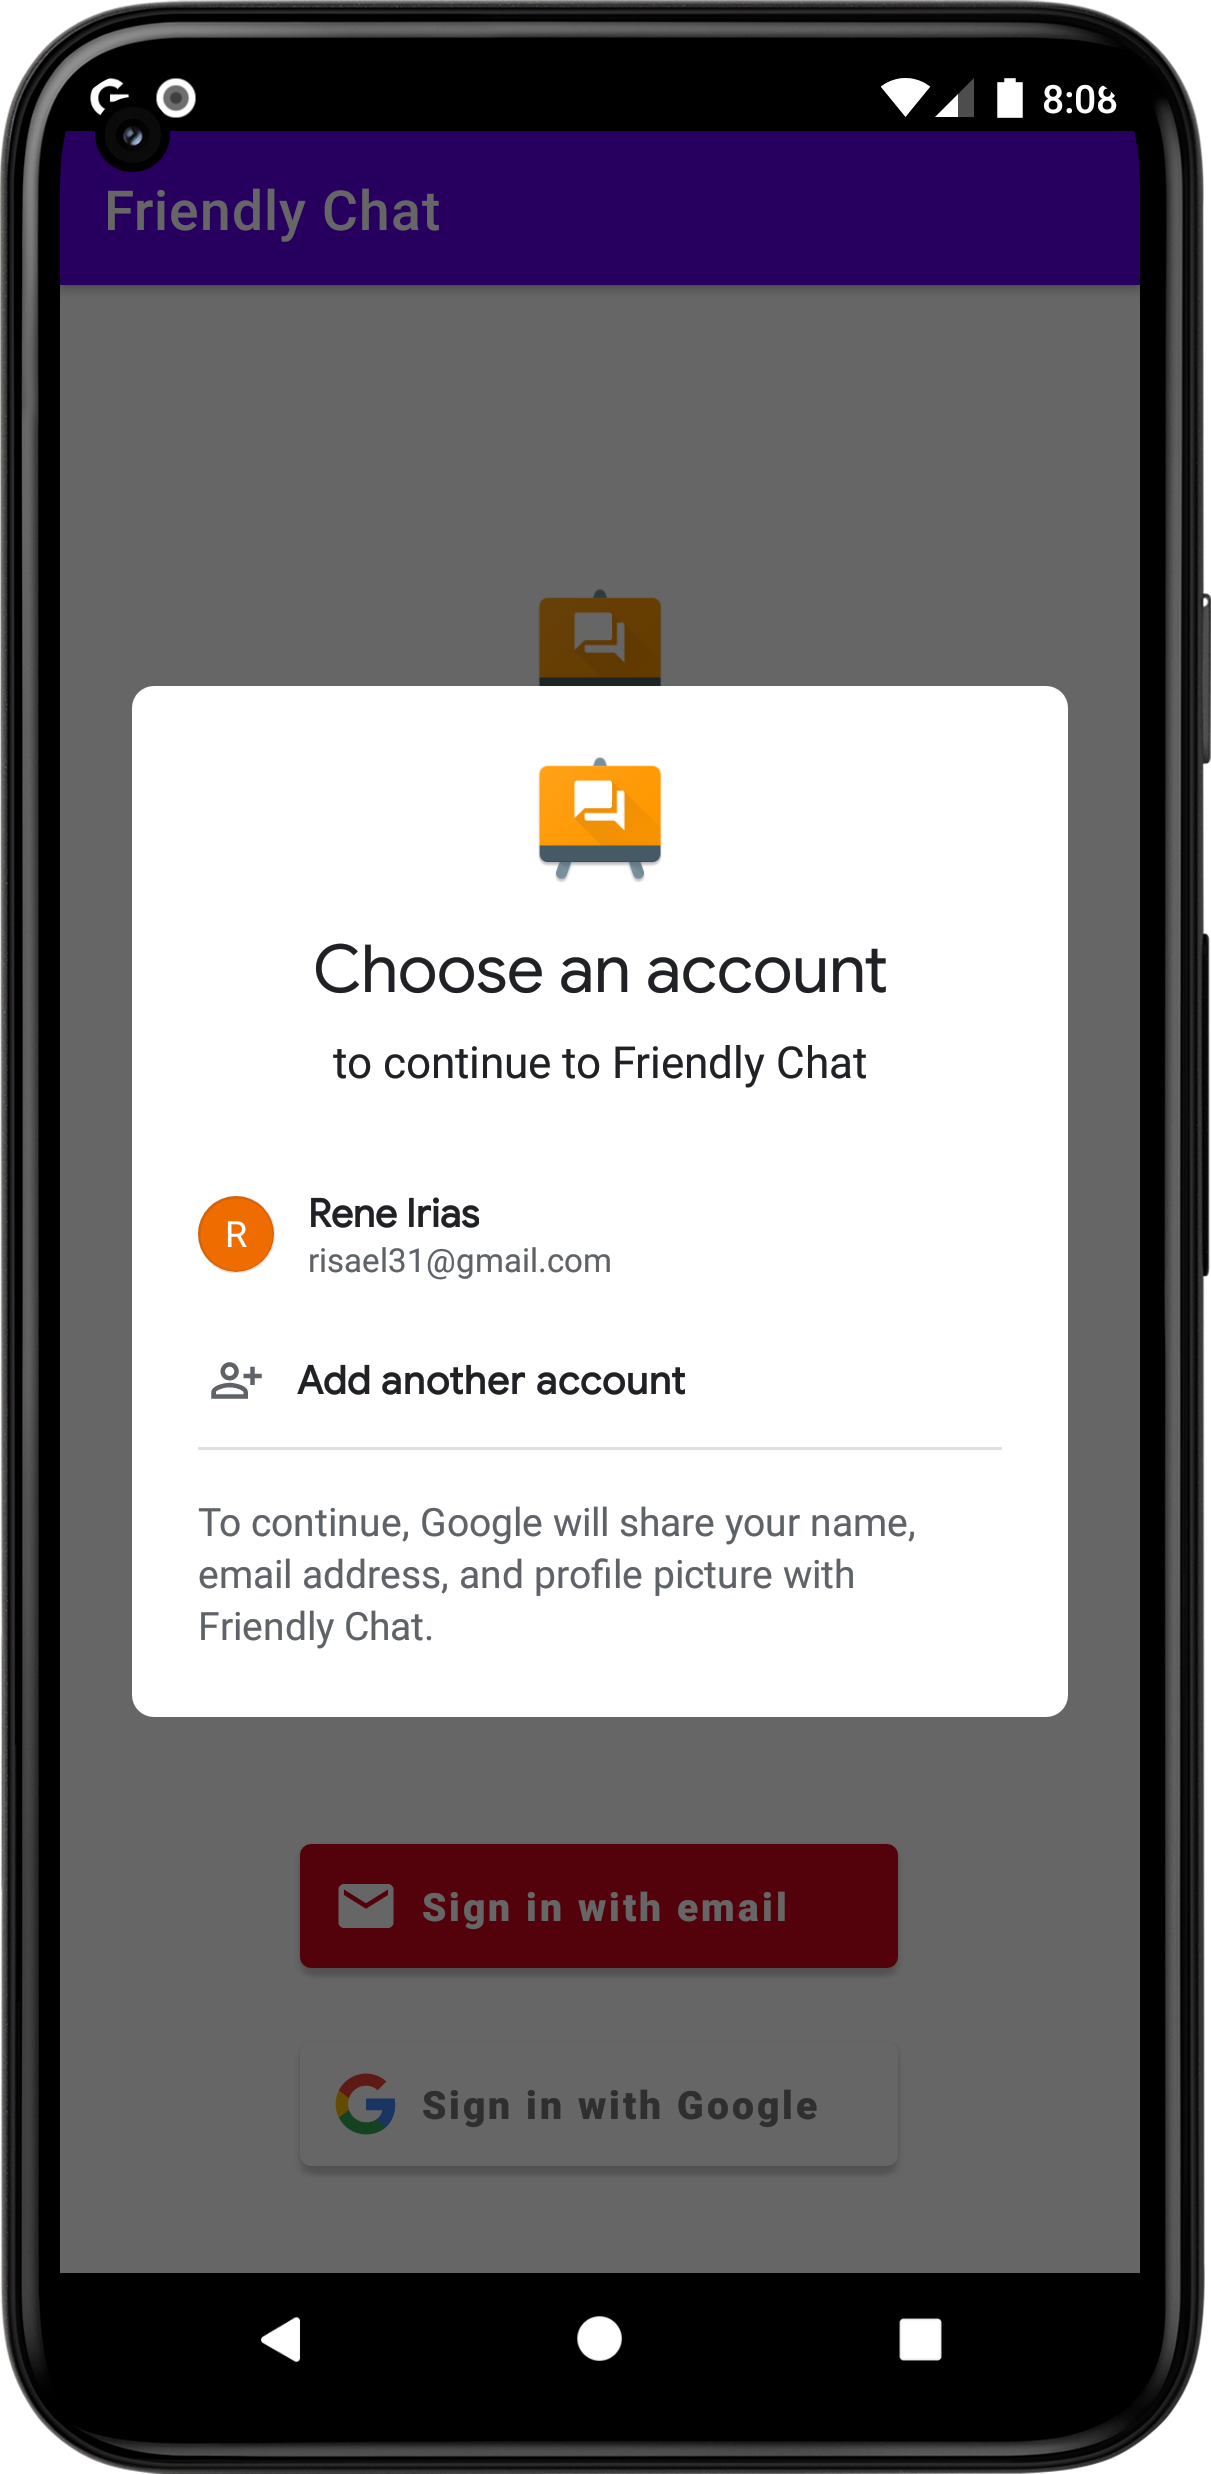 8:08
Friendly Chat
Choose an account
to continue to Friendly Chat
R
Rene Irias
risael31@gmail.com
Add another account
To continue, Google will share your name,
email address, and profile picture with
Friendly Chat.
Sign in with email
Sign in with Google